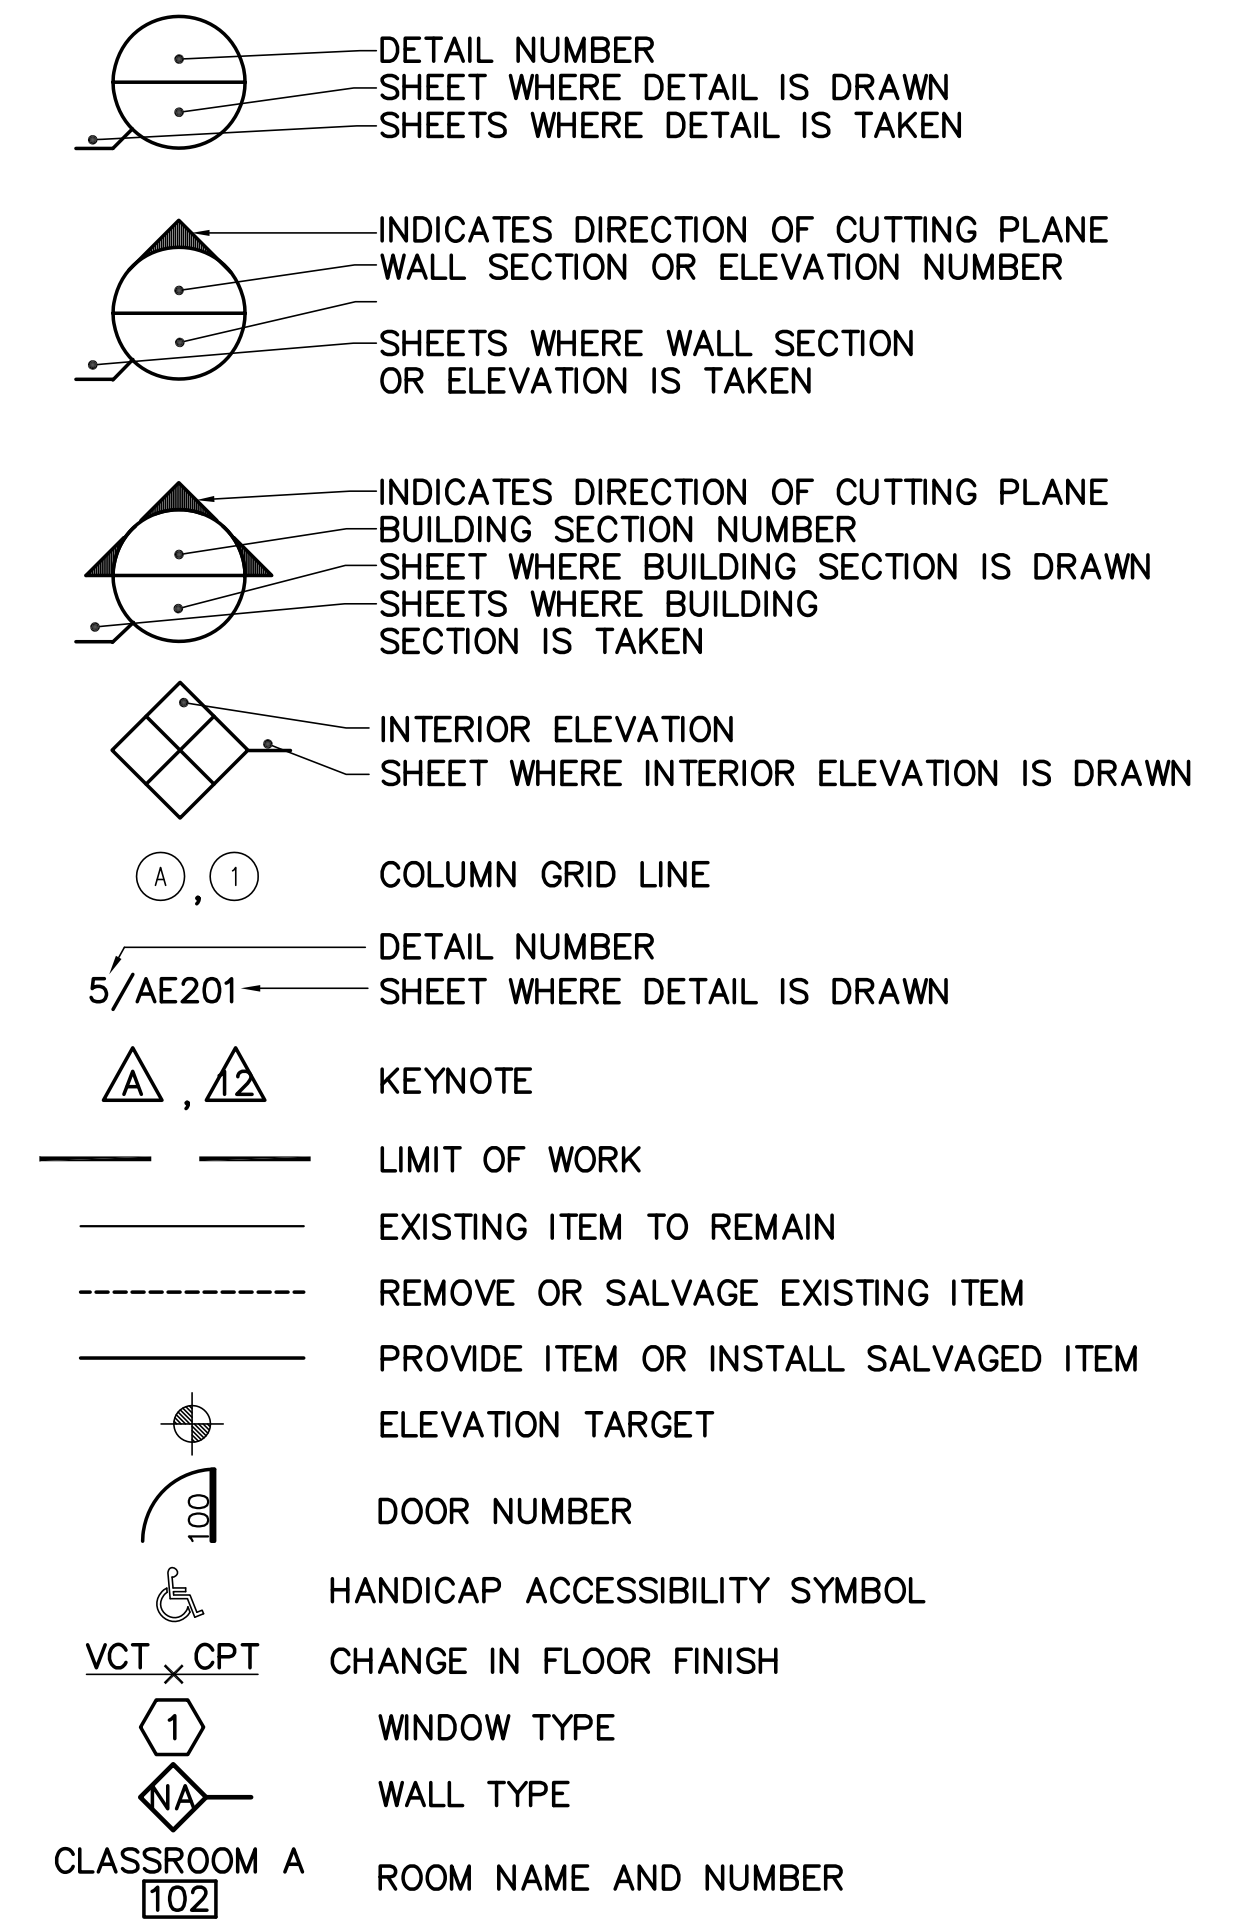 DETAIL NUMBER
SHEET WHERE DETAIL IS DRAWN
SHEETS WHERE DETAIL IS TAKEN
INDICATES DIRECTION OF CUTTING PLANE
WALL SECTION OR ELEVATION NUMBER
SHEETS WHERE WALL SECTION
OR ELEVATION IS TAKEN
INDICATES DIRECTION OF CUTTING PLANE
BUILDING SECTION NUMBER
SHEET WHERE BUILDING SECTION IS DRAWN
SHEETS WHERE BUILDING
SECTION IS TAKEN
INTERIOR ELEVATION
SHEET WHERE INTERIOR ELEVATION IS DRAWN
A , 1 COLUMN GRID LINE
DETAIL NUMBER
5/AE201 SHEET WHERE DETAIL IS DRAWN
A , 12 KEYNOTE
LIMIT OF WORK
EXISTING ITEM TO REMAIN
REMOVE OR SALVAGE EXISTING ITEM
PROVIDE ITEM OR INSTALL SALVAGED ITEM
ELEVATION TARGET
100 DOOR NUMBER
HANDICAP ACCESSIBILITY SYMBOL
VCT × CPT CHANGE IN FLOOR FINISH
1 WINDOW TYPE
NA WALL TYPE
CLASSROOM A
102 ROOM NAME AND NUMBER